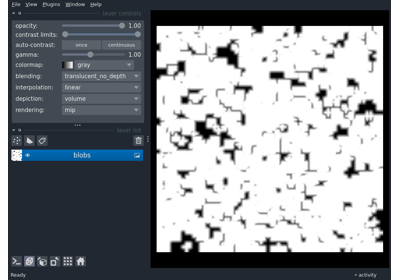 File View Plugins Window Help
layer controls
opacity: 1.00
contrast limits:
auto-contrast: once continuous
gamma: 1.00
colormap: gray
blending: translucent_no_depth
interpolation: linear
depiction: volume
rendering: mip
layer list
blobs
Ready
activity